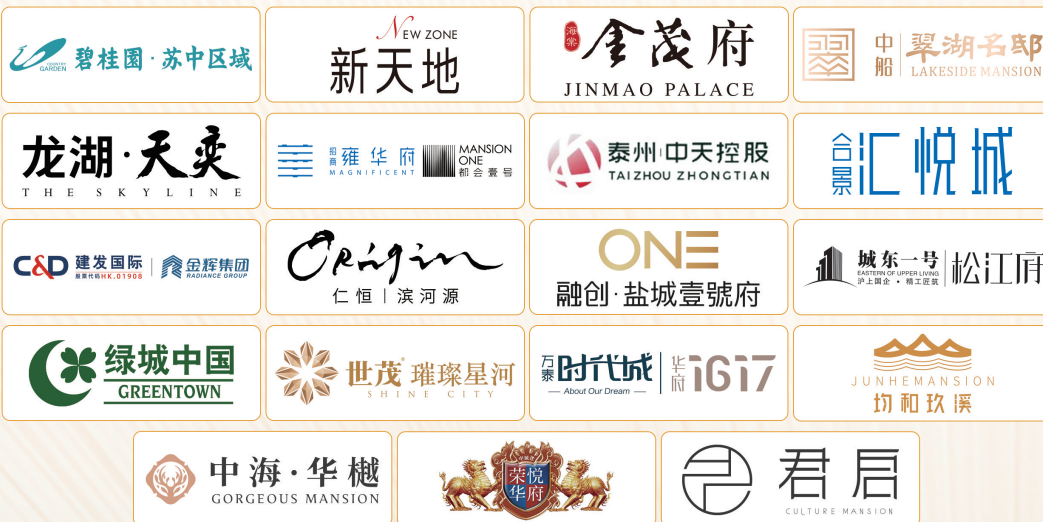 COUNTRY
GARDEN
碧桂園·苏中区域
NEW ZONE
新天地
海棠
金茂府
JINMAO PALACE
中船
翠湖名邸
LAKESIDE MANSION
龙湖·天奕
THE SKYLINE
招商 雍华府
MAGNIFICENT
MANSION
ONE
都会壹号
泰州中天控股
TAIZHOU ZHONGTIAN
合景
汇悦城
C&D 建发国际
股票代码HK.01908
金辉集团
RADIANCE GROUP
Origin
仁恒|滨河源
ONE
融创·盐城壹號府
城东一号
EASTERN OF UPPER LIVING
沪上国企·精工匠筑
松江府
绿城中国
GREENTOWN
世茂® 璀璨星河
SHINE CITY
万泰 时代城
— About Our Dream —
华府 1617
JUNHEMANSION
均和玖溪
中海·华樾
GORGEOUS MANSION
荣悦
华府
君启
CULTURE MANSION